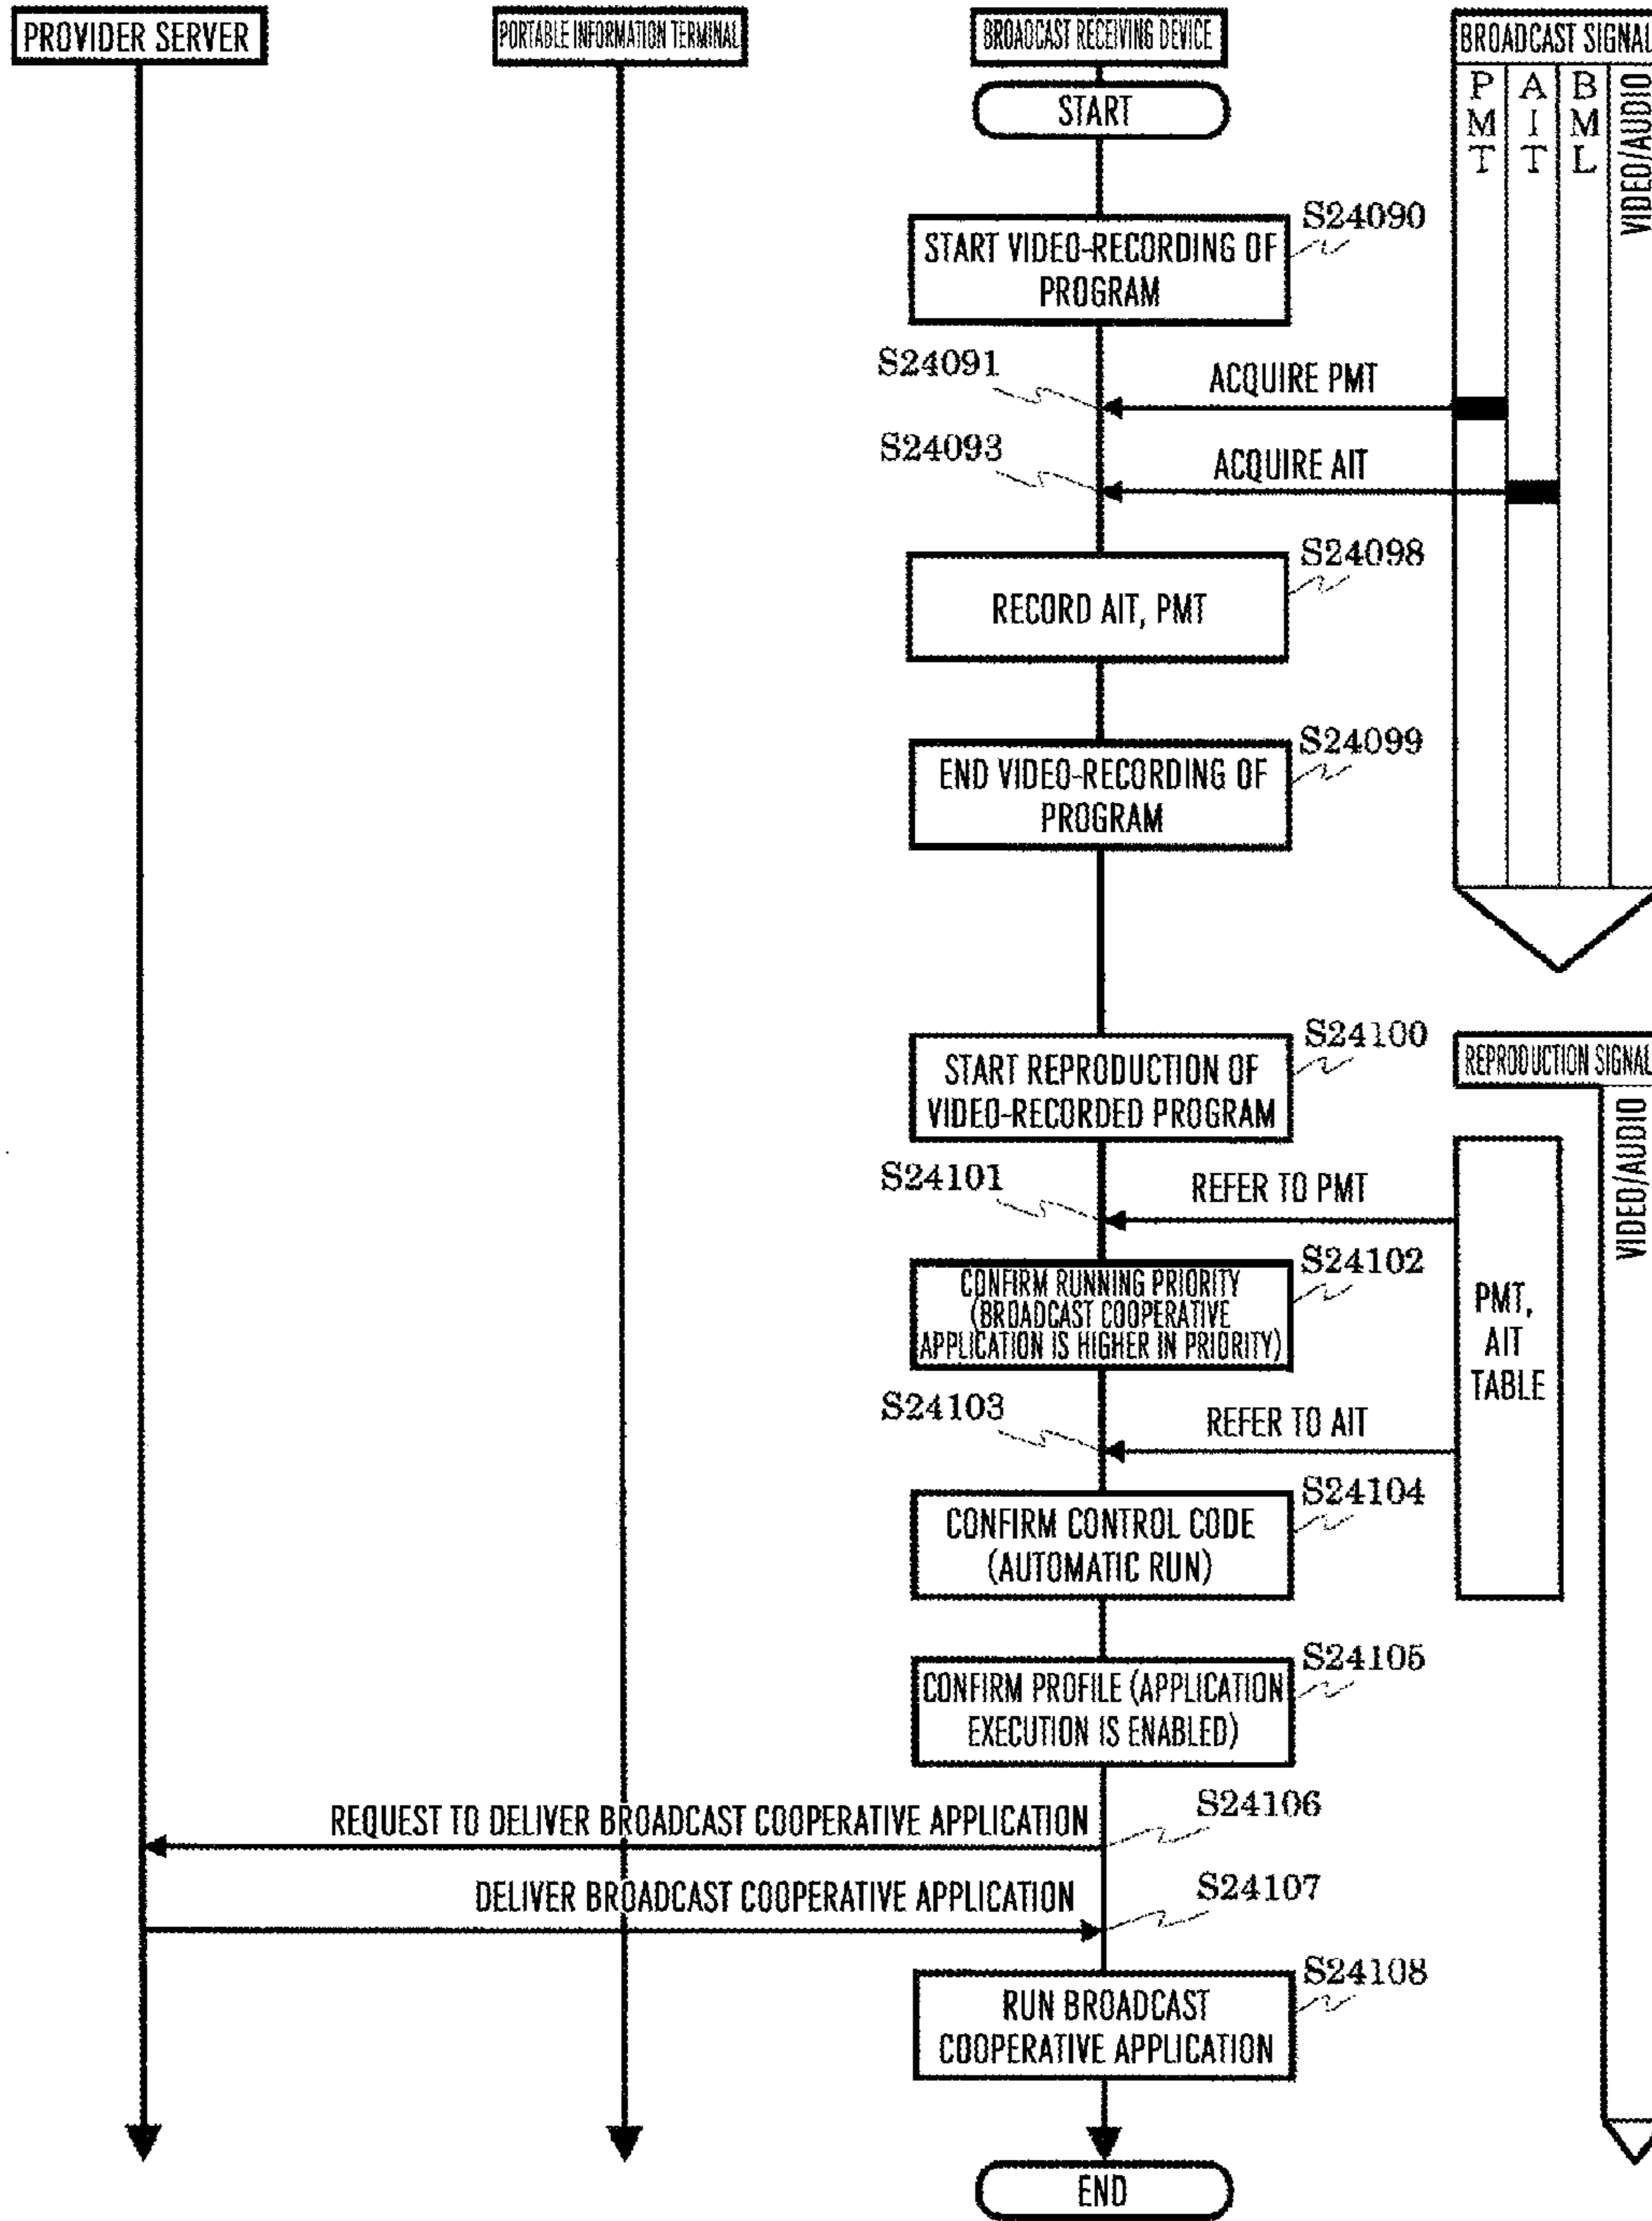 PROVIDER SERVER
PORTABLE INFORMATION TERMINAL
BROADCAST RECEIVING DEVICE
BROADCAST SIGNAL
PMT
AIT
BML
VIDEO/AUDIO
START
S24090
START VIDEO-RECORDING OF
PROGRAM
S24091
ACQUIRE PMT
S24093
ACQUIRE AIT
S24098
RECORD AIT, PMT
S24099
END VIDEO-RECORDING OF
PROGRAM
S24100
START REPRODUCTION OF
VIDEO-RECORDED PROGRAM
REPRODUCTION SIGNAL
VIDEO/AUDIO
S24101
REFER TO PMT
S24102
CONFIRM RUNNING PRIORITY
(BROADCAST COOPERATIVE
APPLICATION IS HIGHER IN PRIORITY)
PMT,
AIT
TABLE
S24103
REFER TO AIT
S24104
CONFIRM CONTROL CODE
(AUTOMATIC RUN)
S24105
CONFIRM PROFILE (APPLICATION
EXECUTION IS ENABLED)
REQUEST TO DELIVER BROADCAST COOPERATIVE APPLICATION
S24106
DELIVER BROADCAST COOPERATIVE APPLICATION
S24107
S24108
RUN BROADCAST
COOPERATIVE APPLICATION
END